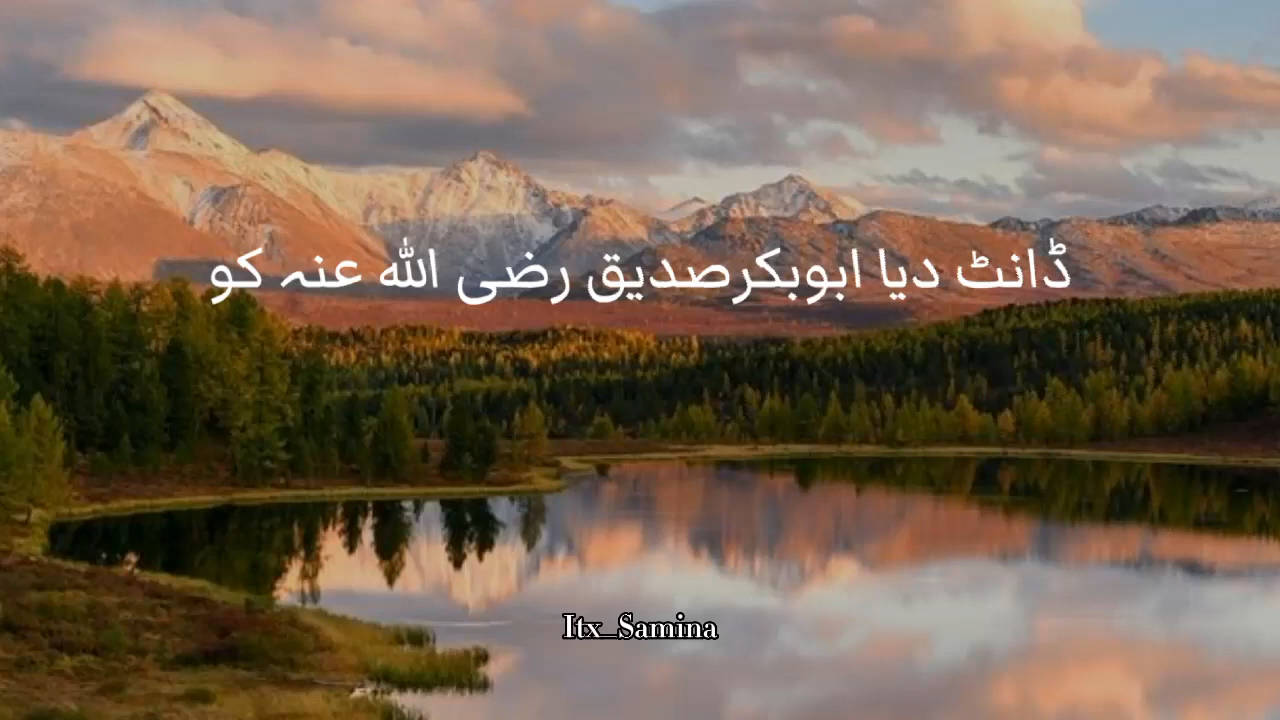 ڈانٹ دیا ابوبکرصدیق رضی اللہ عنہ کو
Itx_Samina